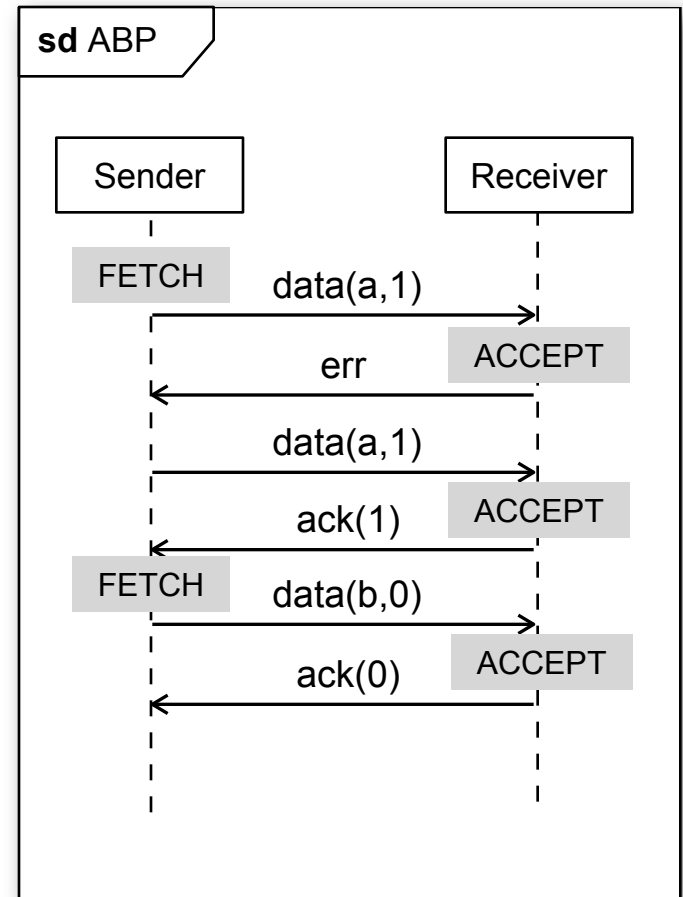 sd ABP
Sender
Receiver
FETCH
data(a,1)
ACCEPT
err
data(a,1)
ACCEPT
ack(1)
FETCH
data(b,0)
ACCEPT
ack(0)